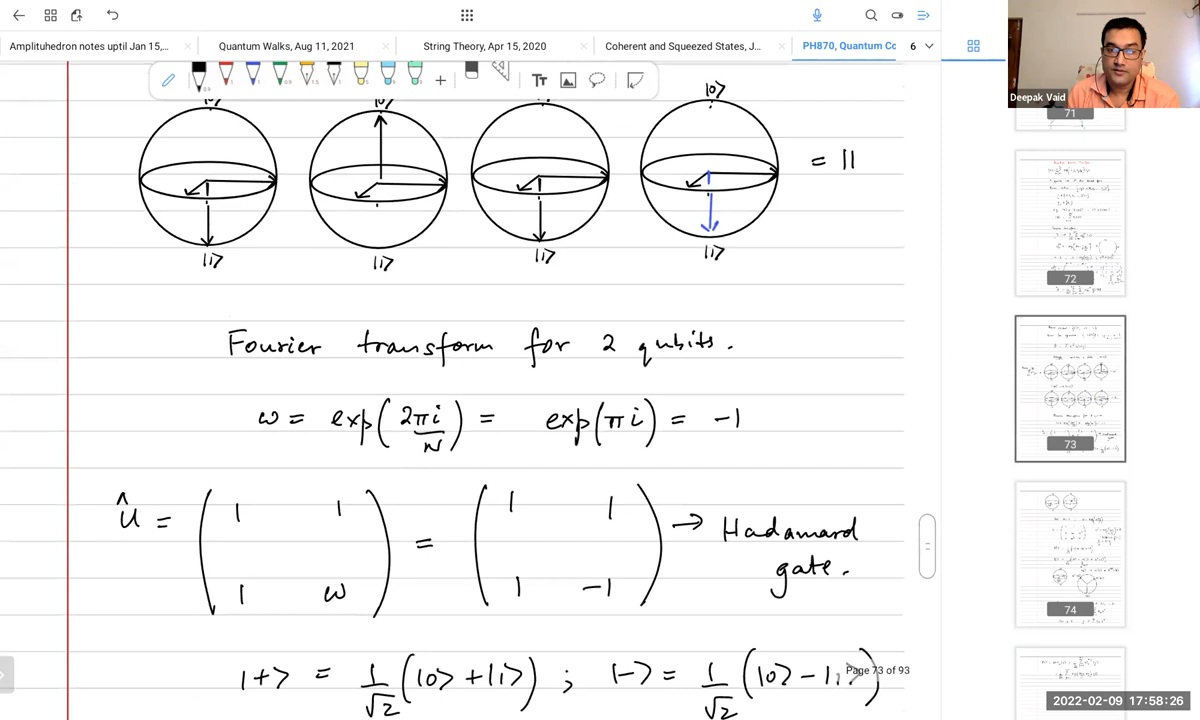 Amplituhedron notes uptil Jan 15,...
Quantum Walks, Aug 11, 2021
String Theory, Apr 15, 2020
Coherent and Squeezed States, J...
PH870, Quantum Cc
6
Tт
Deepak Vaid
|0>
= 11
|1> |1> |1> |1>
Fourier transform for 2 qubits.
ω = exp(2πi/N) = exp(πi) = -1
Û = ( 1 1 ) = ( 1 1 ) → Hadamard
gate.
( 1 ω ) ( 1 -1 )
|+> = 1/√2 (|0> + |1>) ; |-> = 1/√2 (|0> - |1>)
Page 73 of 93
71
72
73
74
2022-02-09 17:58:26